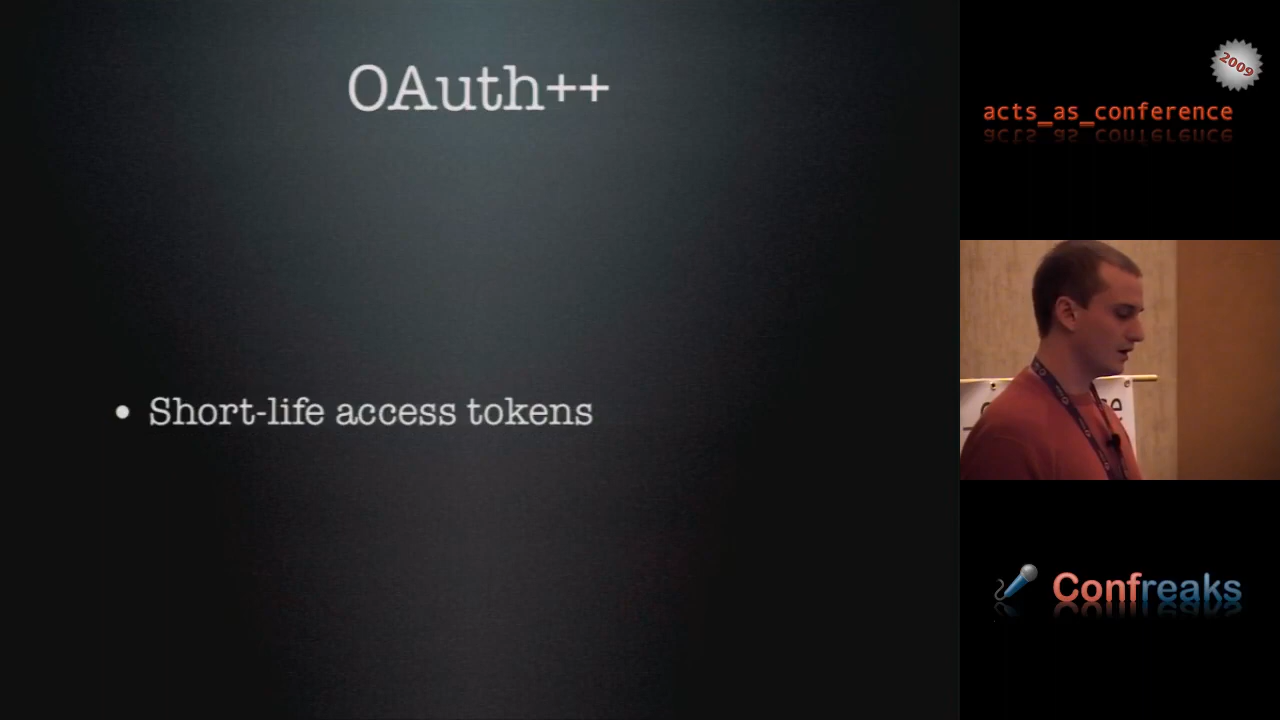 OAuth++
• Short-life access tokens
2009
acts_as_conference
Confreaks